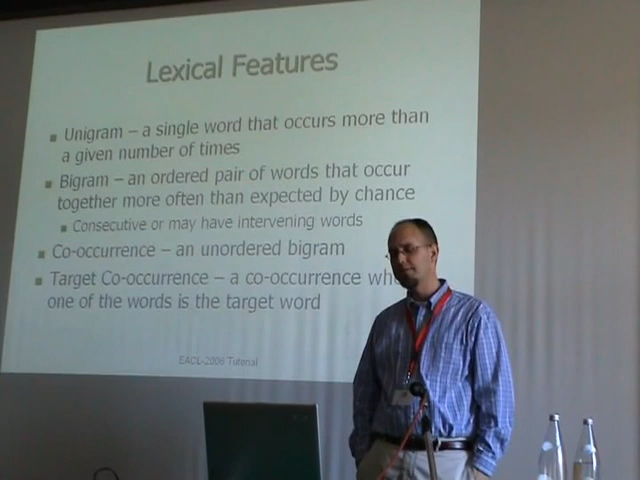 Lexical Features
Unigram – a single word that occurs more than
a given number of times
Bigram – an ordered pair of words that occur
together more often than expected by chance
Consecutive or may have intervening words
Co-occurrence – an unordered bigram
Target Co-occurrence – a co-occurrence
one of the words is the target word
EACL-2006 Tutorial